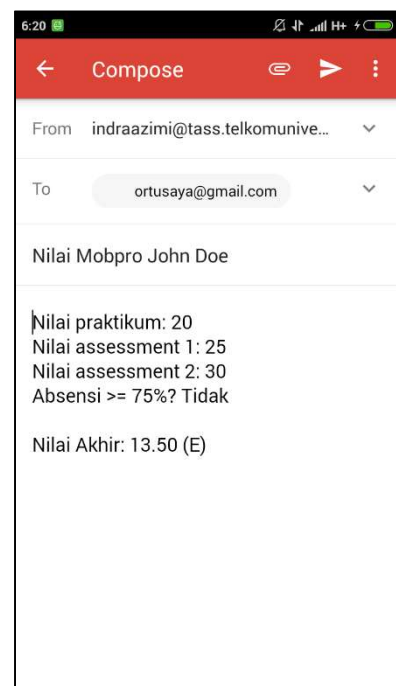 6:20 H+
Compose
From indraazimi@tass.telkomunive...
To ortusaya@gmail.com
Nilai Mobpro John Doe
Nilai praktikum: 20
Nilai assessment 1: 25
Nilai assessment 2: 30
Absensi >= 75%? Tidak
Nilai Akhir: 13.50 (E)